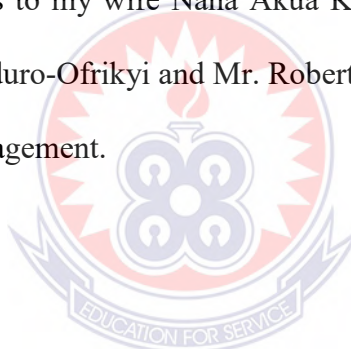 s to my wife Nana Akua K
duro-Ofrikyi and Mr. Robert
agement.
EDUCATION FOR SERVICE